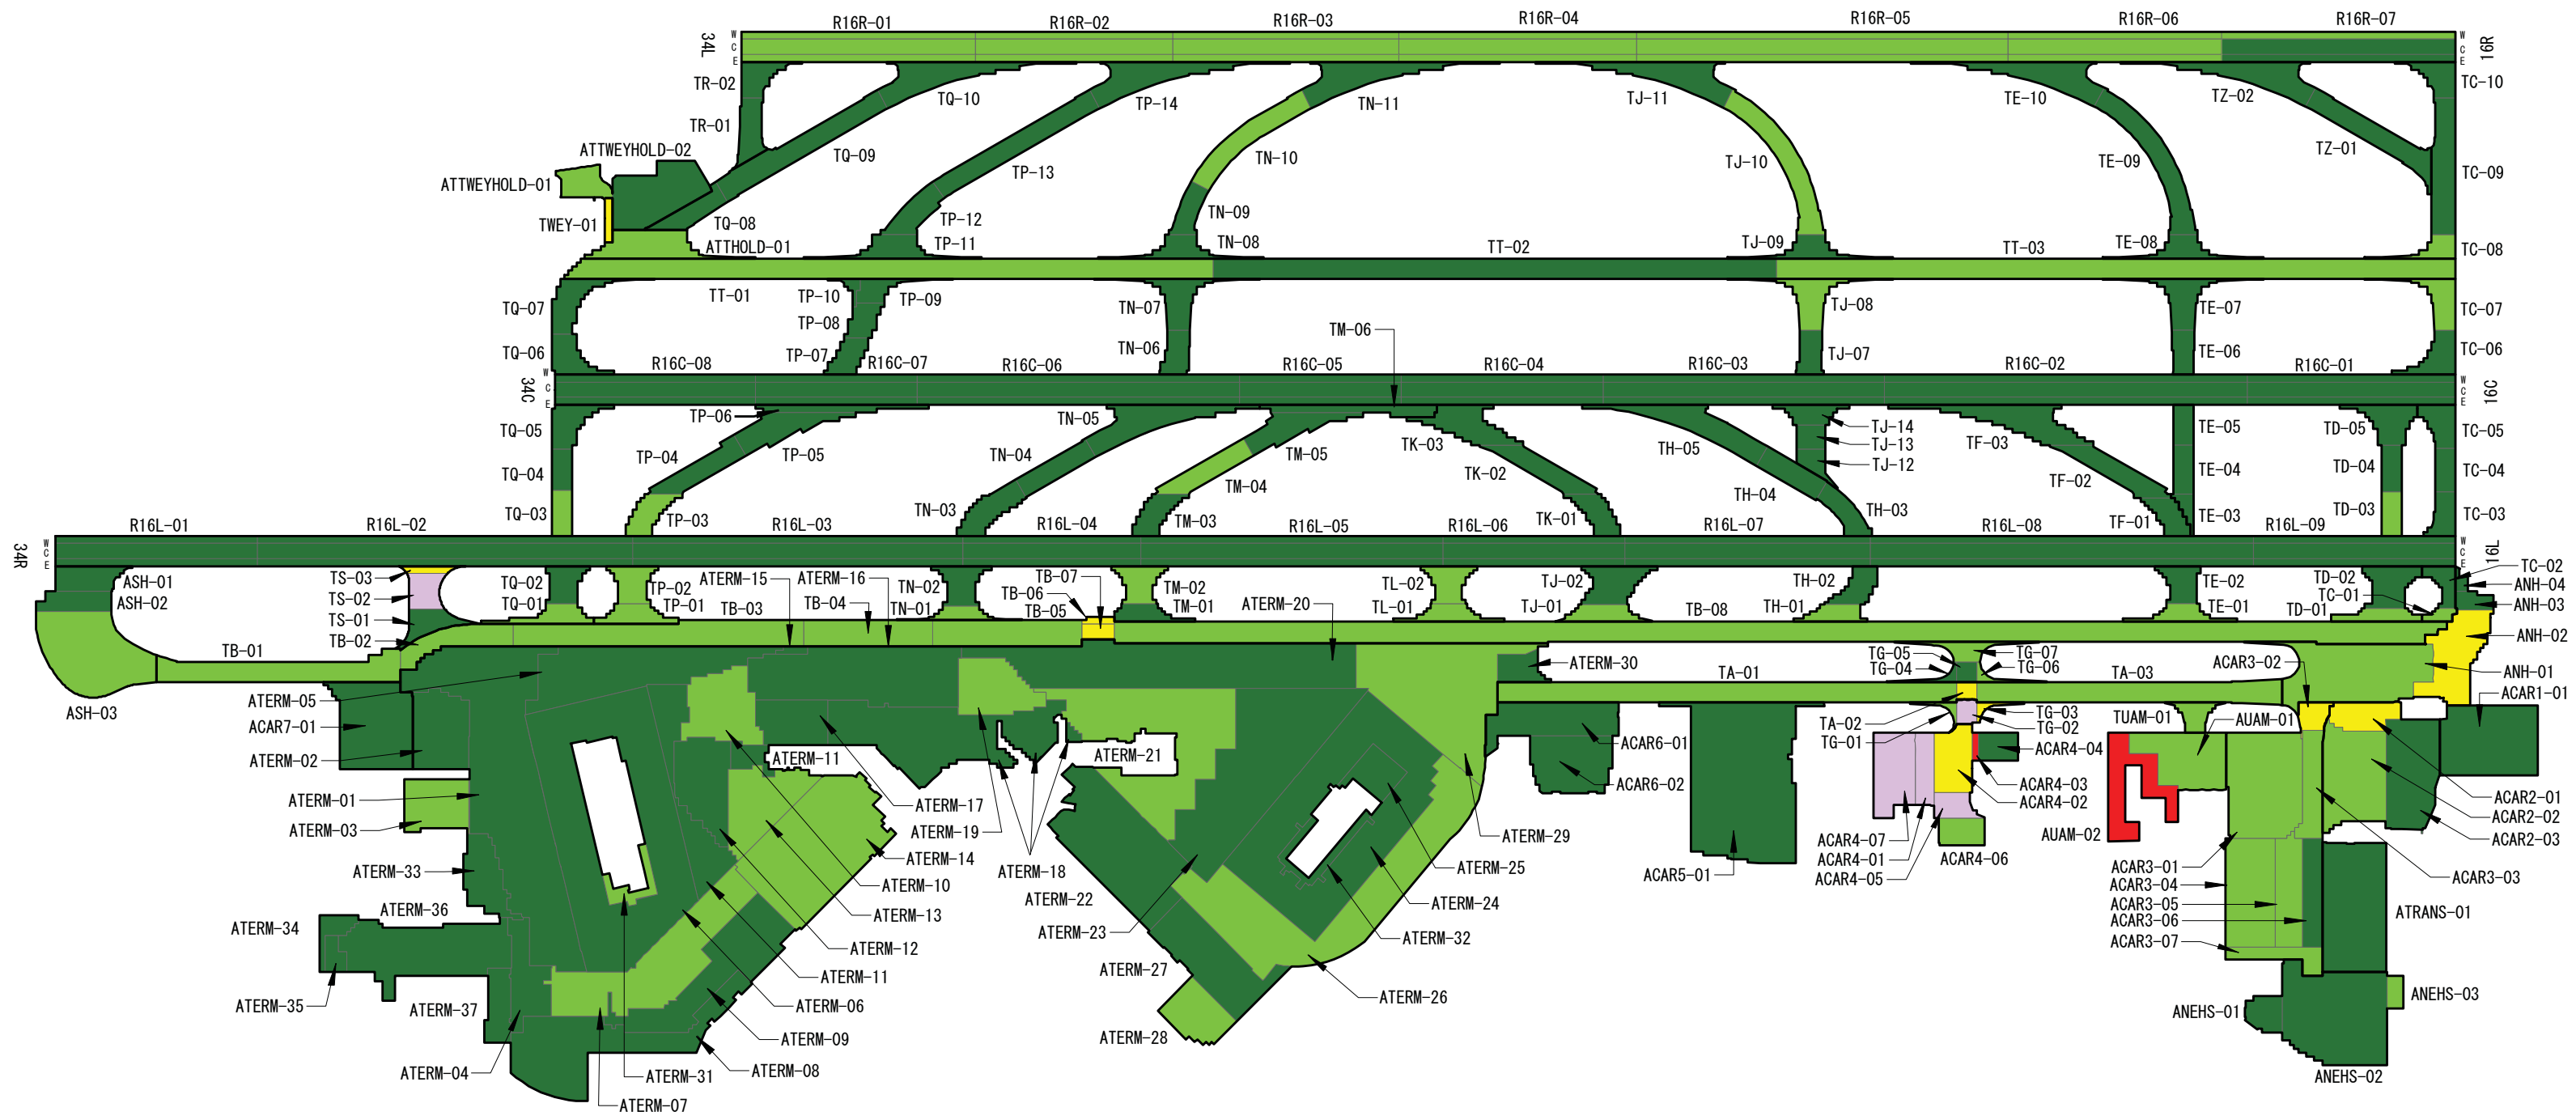 R16R-01 R16R-02 R16R-03 R16R-04 R16R-05 R16R-06 R16R-07
34L W C E
W C E 16R
TR-02 TQ-10 TP-14 TN-11 TJ-11 TE-10 TZ-02 TC-10
TR-01
ATTWEYHOLD-02 TQ-09 TP-13 TN-10 TJ-10 TE-09 TZ-01 TC-09
ATTWEYHOLD-01
TWEY-01 TQ-08 TP-12 TN-09
ATTHOLD-01 TP-11 TN-08 TT-02 TJ-09 TT-03 TE-08 TC-08
TQ-07 TT-01 TP-10 TP-09 TN-07 TJ-08 TE-07 TC-07
TP-08 TM-06
TQ-06 TP-07 TN-06 TJ-07 TE-06 TC-06
R16C-08 R16C-07 R16C-06 R16C-05 R16C-04 R16C-03 R16C-02 R16C-01
34C W C E
W C E 16C
TP-06 TN-05 TJ-14
TQ-05 TK-03 TH-05 TJ-13 TF-03 TE-05 TD-05 TC-05
TP-04 TP-05 TN-04 TM-05 TJ-12
TQ-04 TK-02 TE-04 TD-04 TC-04
TM-04 TH-04 TF-02
TQ-03 TP-03 TN-03 TM-03 TK-01 TH-03 TF-01 TE-03 TD-03 TC-03
R16L-01 R16L-02 R16L-03 R16L-04 R16L-05 R16L-06 R16L-07 R16L-08 R16L-09
34R W C E
W C E 16L
ASH-01 TS-03 TQ-02 TP-02 ATERM-15 ATERM-16 TN-02 TB-07 TM-02 TL-02 TJ-02 TH-02 TE-02 TD-02 TC-02
ASH-02 TS-02 TB-06 TC-01 ANH-04
TS-01 TQ-01 TP-01 TB-03 TB-04 TN-01 TB-05 TM-01 ATERM-20 TL-01 TJ-01 TB-08 TH-01 TE-01 TD-01 ANH-03
TB-02
TB-01 ANH-02
ATERM-30 TG-05 TG-07
TG-04 TG-06 ACAR3-02
TA-01 TA-03 ANH-01
ATERM-05 ACAR1-01
ASH-03 TG-03
ACAR7-01 TA-02 TG-02 TUAM-01 AUAM-01
TG-01
ATERM-02 ATERM-11 ATERM-21 ACAR6-01 ACAR4-04
ACAR6-02 ACAR4-03
ATERM-01 ATERM-17 ACAR4-02 ACAR2-01
ATERM-03 ATERM-19 ATERM-29 ACAR2-02
AUAM-02 ACAR2-03
ATERM-14 ACAR4-07
ATERM-33 ATERM-18 ATERM-25 ACAR4-01 ACAR4-06
ATERM-10 ACAR5-01 ACAR4-05 ACAR3-01 ACAR3-03
ATERM-22 ACAR3-04
ATERM-36 ATERM-13 ATERM-24 ACAR3-05
ATERM-34 ATERM-23 ACAR3-06 ATRANS-01
ATERM-12 ATERM-32 ACAR3-07
ATERM-11 ATERM-27
ATERM-35 ATERM-37 ATERM-06 ATERM-26 ANEHS-01 ANEHS-03
ATERM-09 ATERM-28
ATERM-04 ATERM-31 ATERM-08 ANEHS-02
ATERM-07